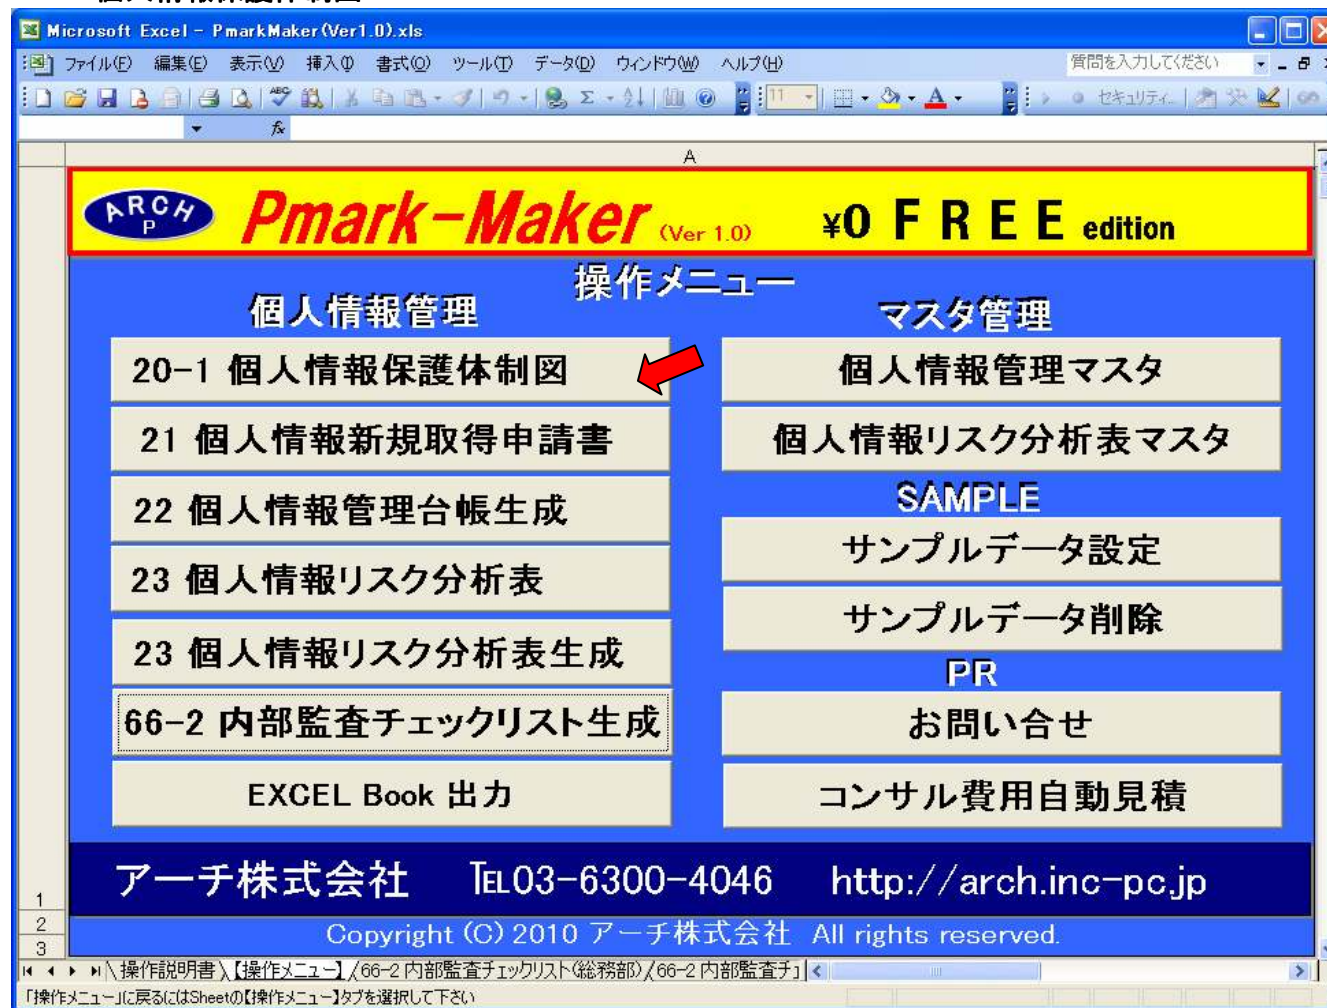 Microsoft Excel - PmarkMaker(Ver1.0).xls
ファイル(F) 編集(E) 表示(V) 挿入(I) 書式(O) ツール(T) データ(D) ウィンドウ(W) ヘルプ(H) 質問を入力してください
11 セキュリティ...
fx
A
ARCH P Pmark-Maker (Ver 1.0) ¥0 FREE edition
操作メニュー
個人情報管理 マスタ管理
20-1 個人情報保護体制図 個人情報管理マスタ
21 個人情報新規取得申請書 個人情報リスク分析表マスタ
22 個人情報管理台帳生成 SAMPLE
サンプルデータ設定
23 個人情報リスク分析表 サンプルデータ削除
23 個人情報リスク分析表生成 PR
66-2 内部監査チェックリスト生成 お問い合せ
EXCEL Book 出力 コンサル費用自動見積
アーチ株式会社 TEL03-6300-4046 http://arch.inc-pc.jp
1
2 Copyright (C) 2010 アーチ株式会社 All rights reserved.
3
操作説明書 【操作メニュー】 66-2 内部監査チェックリスト(総務部) 66-2 内部監査チェ
「操作メニュー」に戻るにはSheetの【操作メニュー】タブを選択して下さい